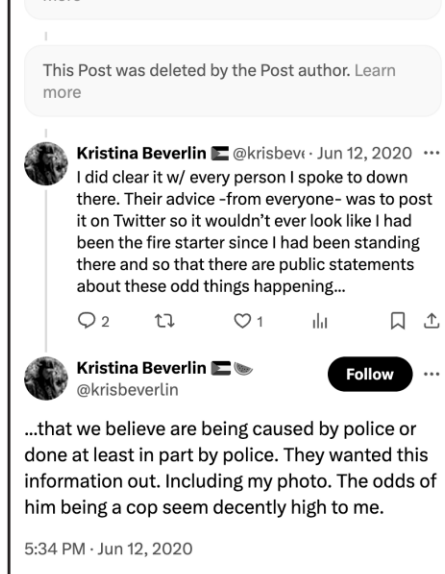 This Post was deleted by the Post author. Learn
more
Kristina Beverlin @krisbev · Jun 12, 2020 ···
I did clear it w/ every person I spoke to down
there. Their advice -from everyone- was to post
it on Twitter so it wouldn’t ever look like I had
been the fire starter since I had been standing
there and so that there are public statements
about these odd things happening...
2 1
Kristina Beverlin
@krisbeverlin
Follow ···
...that we believe are being caused by police or
done at least in part by police. They wanted this
information out. Including my photo. The odds of
him being a cop seem decently high to me.
5:34 PM · Jun 12, 2020